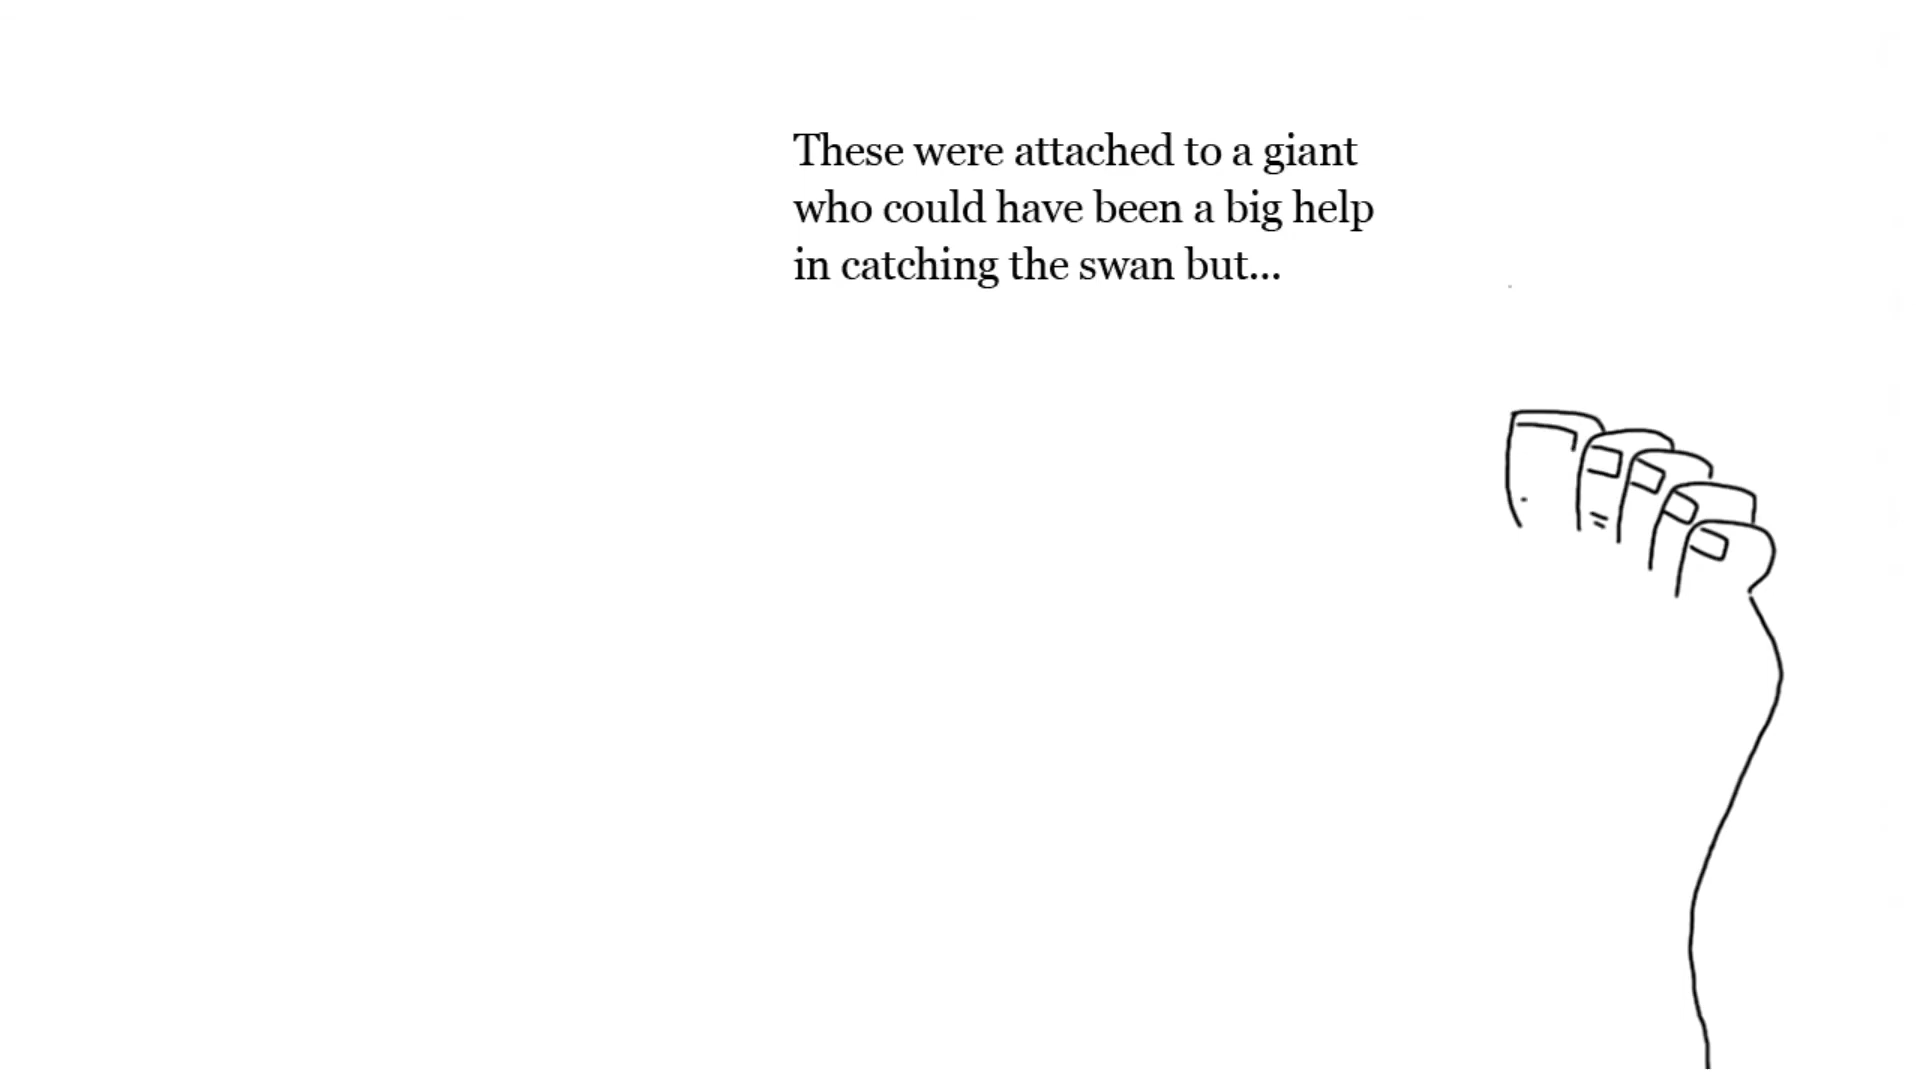 These were attached to a giant
who could have been a big help
in catching the swan but...